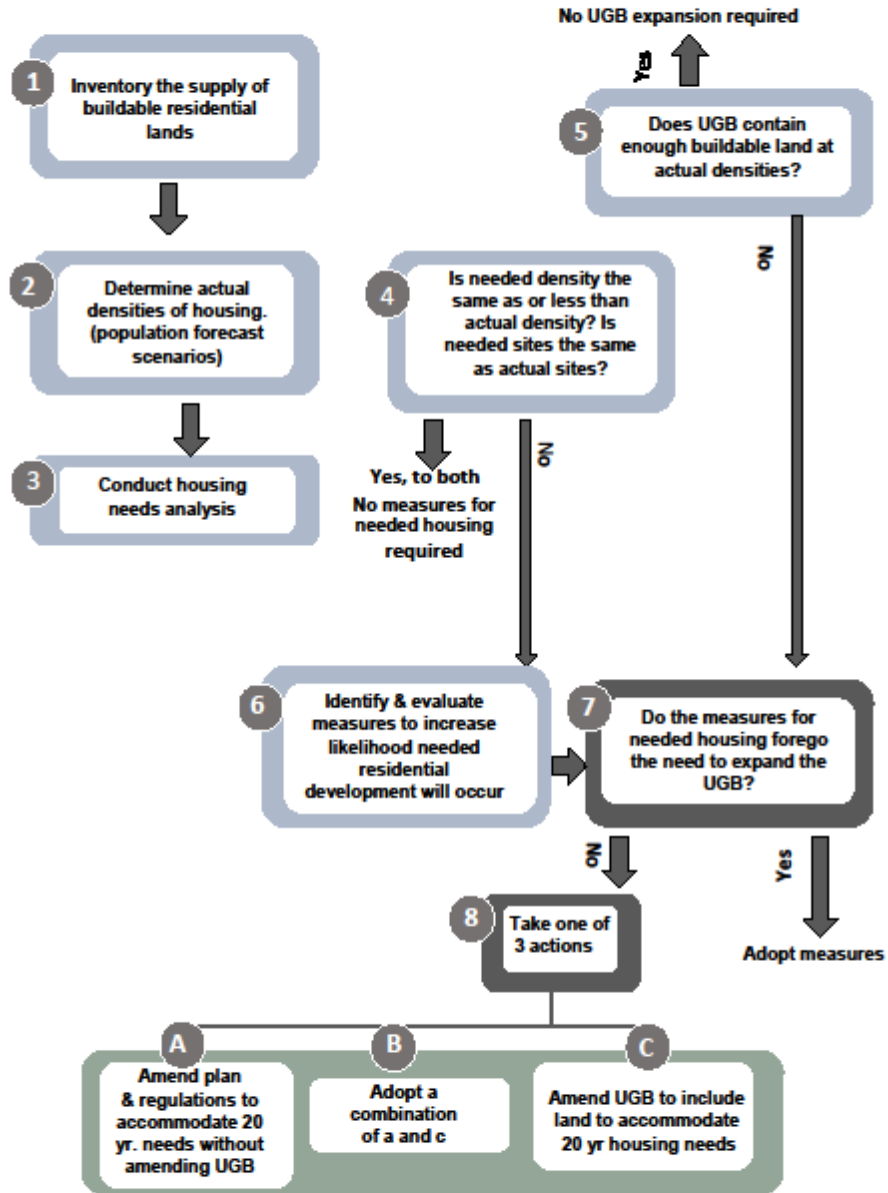 No UGB expansion required
Yes
1
Inventory the supply of
buildable residential
lands
5
Does UGB contain
enough buildable land at
actual densities?
No
2
Determine actual
densities of housing.
(population forecast
scenarios)
4
Is needed density the
same as or less than
actual density? Is
needed sites the same
as actual sites?
No
3
Conduct housing
needs analysis
Yes, to both
No measures for
needed housing
required
6
Identify & evaluate
measures to increase
likelihood needed
residential
development will occur
7
Do the measures for
needed housing forego
the need to expand the
UGB?
No
Yes
8
Take one of
3 actions
Adopt measures
A
Amend plan
& regulations to
accommodate 20
yr. needs without
amending UGB
B
Adopt a
combination
of a and c
C
Amend UGB to include
land to accommodate
20 yr housing needs